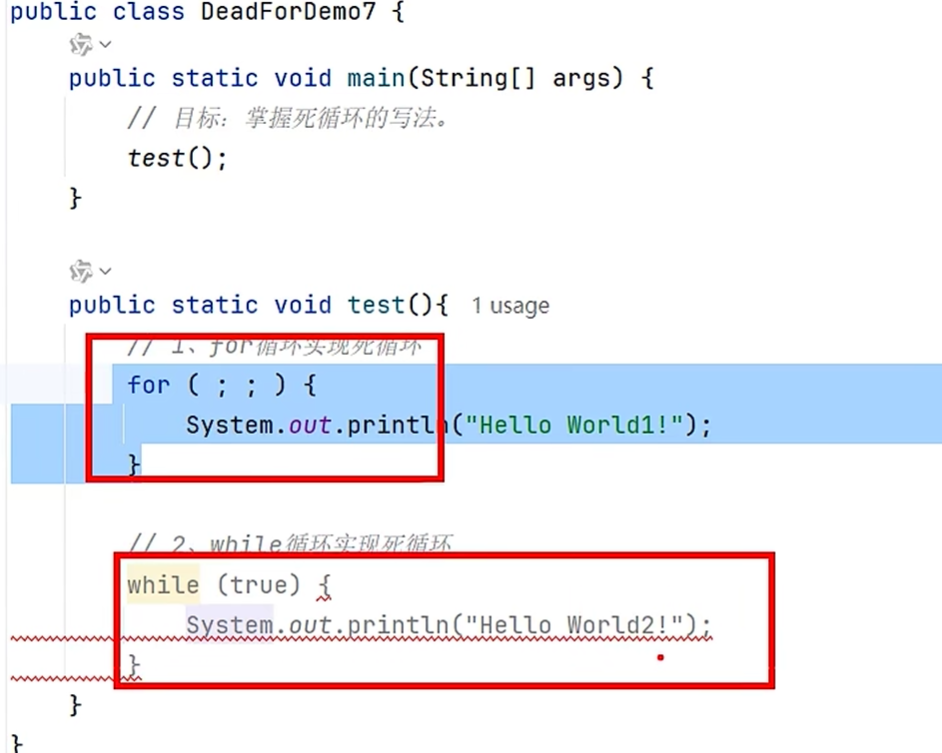 public class DeadForDemo7 {
public static void main(String[] args) {
// 目标：掌握死循环的写法。
test();
}
public static void test(){ 1 usage
// 1、for循环实现死循环
for ( ; ; ) {
System.out.println("Hello World1!");
}
// 2、while循环实现死循环
while (true) {
System.out.println("Hello World2!");
}
}
}